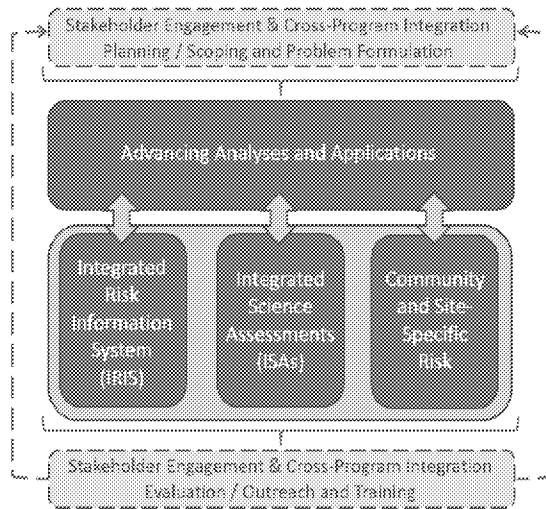 Stakeholder Engagement & Cross-Program Integration
Planning / Scoping and Problem Formulation
Advancing Analyses and Applications
Integrated
Risk
Information
System
(IRIS)
Integrated
Science
Assessments
(ISAs)
Community
and Site-
Specific
Risk
Stakeholder Engagement & Cross-Program Integration
Evaluation / Outreach and Training